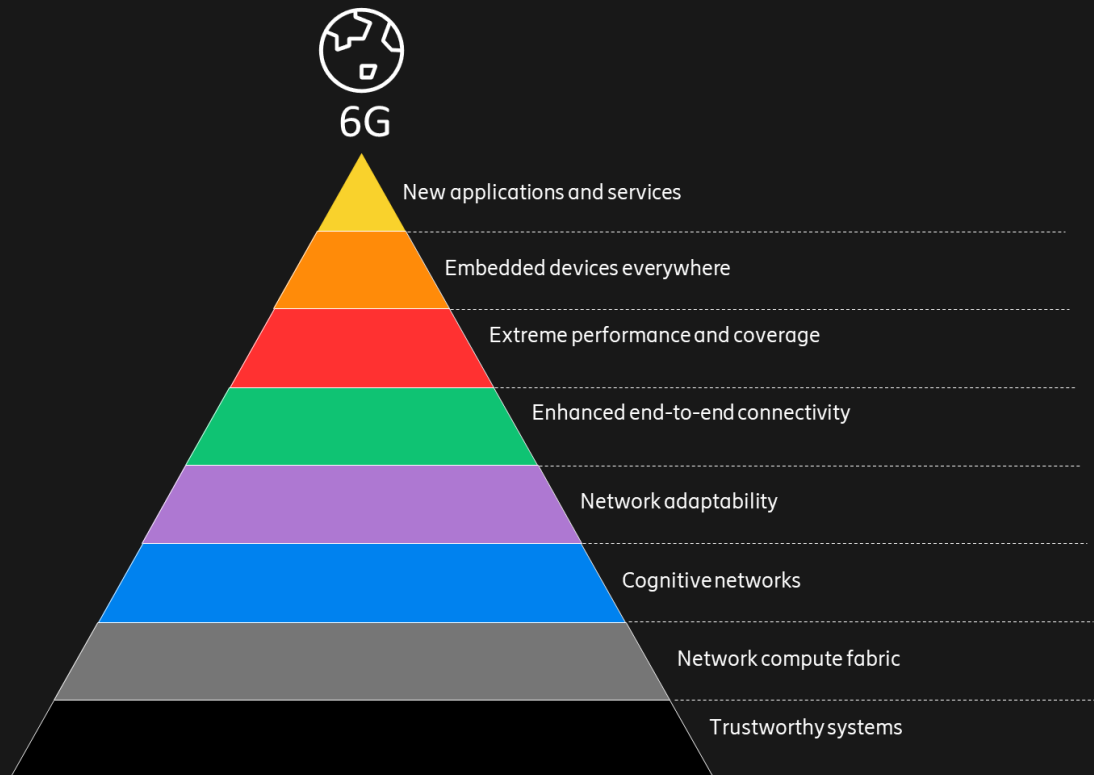 6G
New applications and services
Embedded devices everywhere
Extreme performance and coverage
Enhanced end-to-end connectivity
Network adaptability
Cognitive networks
Network compute fabric
Trustworthy systems